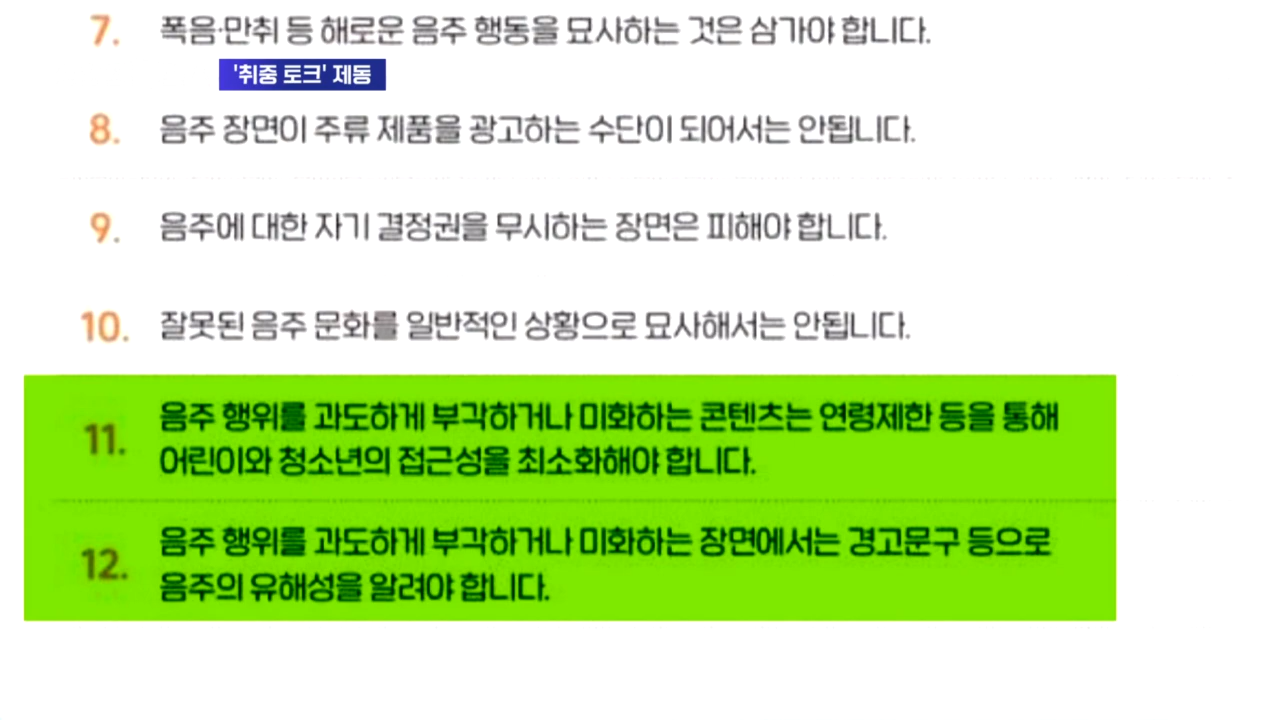 7. 폭음·만취 등 해로운 음주 행동을 묘사하는 것은 삼가야 합니다.
'취중 토크' 제동
8. 음주 장면이 주류 제품을 광고하는 수단이 되어서는 안됩니다.
9. 음주에 대한 자기 결정권을 무시하는 장면은 피해야 합니다.
10. 잘못된 음주 문화를 일반적인 상황으로 묘사해서는 안됩니다.
11. 음주 행위를 과도하게 부각하거나 미화하는 콘텐츠는 연령제한 등을 통해
어린이와 청소년의 접근성을 최소화해야 합니다.
12. 음주 행위를 과도하게 부각하거나 미화하는 장면에서는 경고문구 등으로
음주의 유해성을 알려야 합니다.